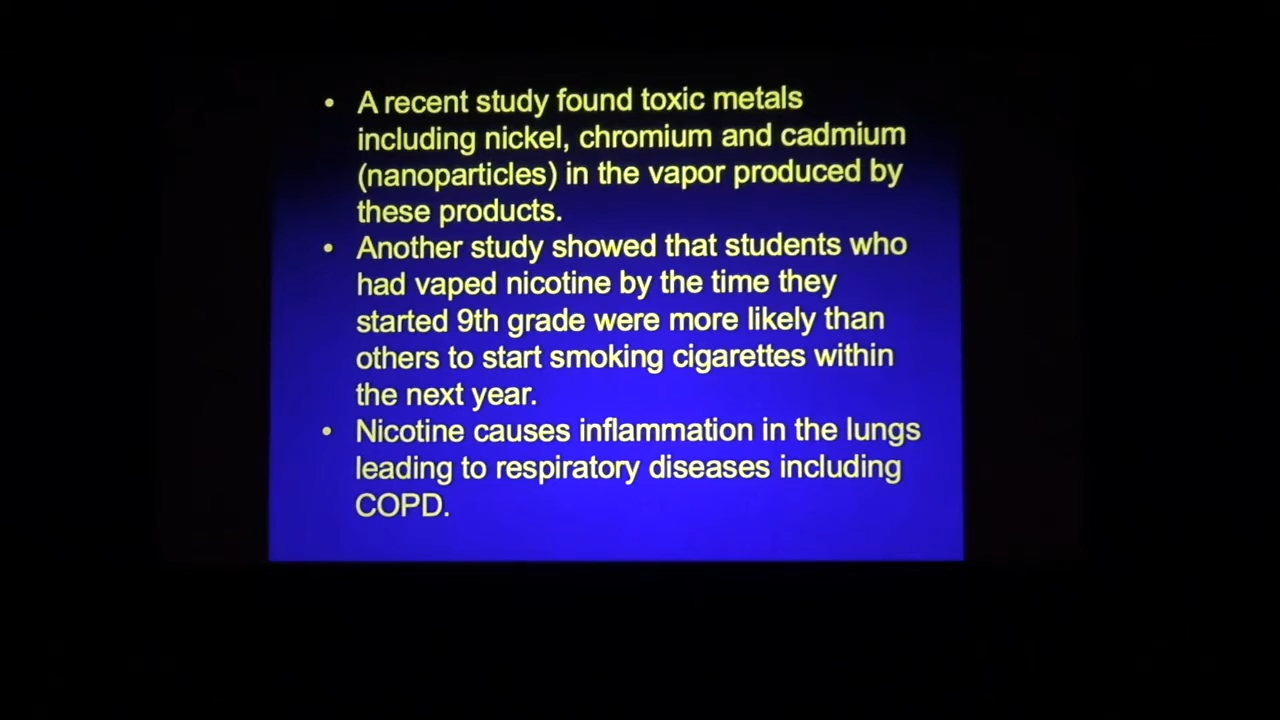 • A recent study found toxic metals
including nickel, chromium and cadmium
(nanoparticles) in the vapor produced by
these products.
• Another study showed that students who
had vaped nicotine by the time they
started 9th grade were more likely than
others to start smoking cigarettes within
the next year.
• Nicotine causes inflammation in the lungs
leading to respiratory diseases including
COPD.